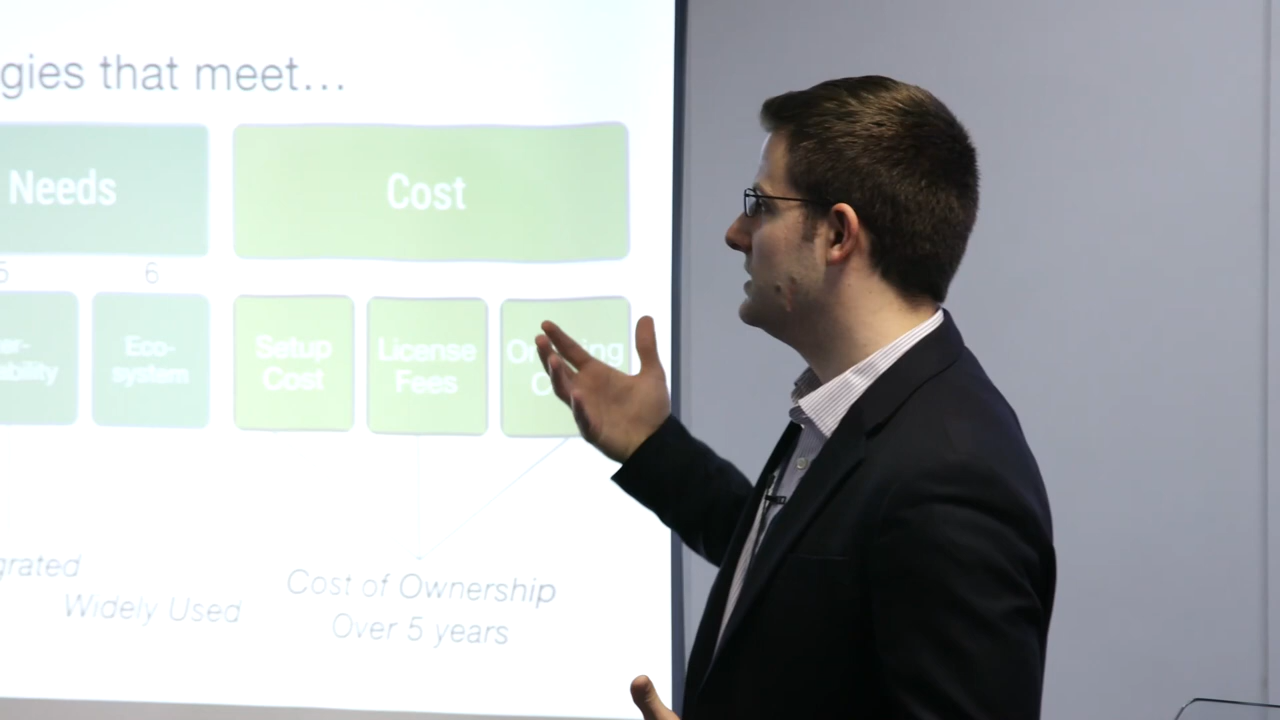 gies that meet...
Needs
Cost
5
6
Eco-
system
Setup
Cost
License
Fees
grated
Widely Used
Cost of Ownership
Over 5 years